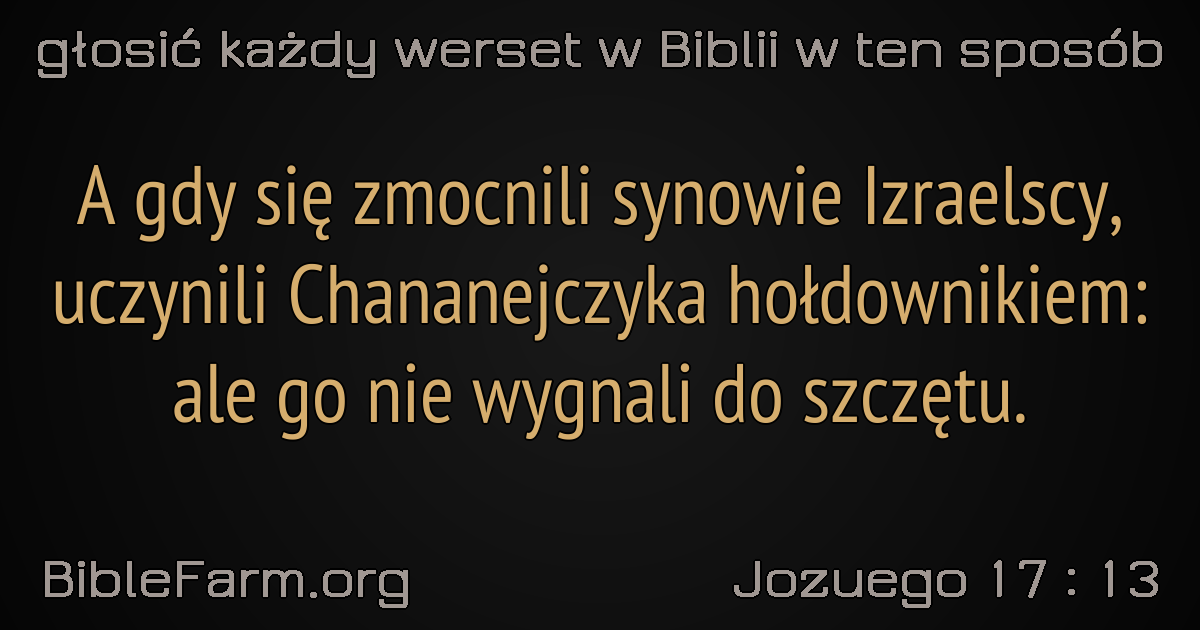 głosić każdy werset w Biblii w ten sposób
A gdy się zmocnili synowie Izraelscy,
uczynili Chananejczyka hołdownikiem:
ale go nie wygnali do szczętu.
BibleFarm.org
Jozuego 17 : 13